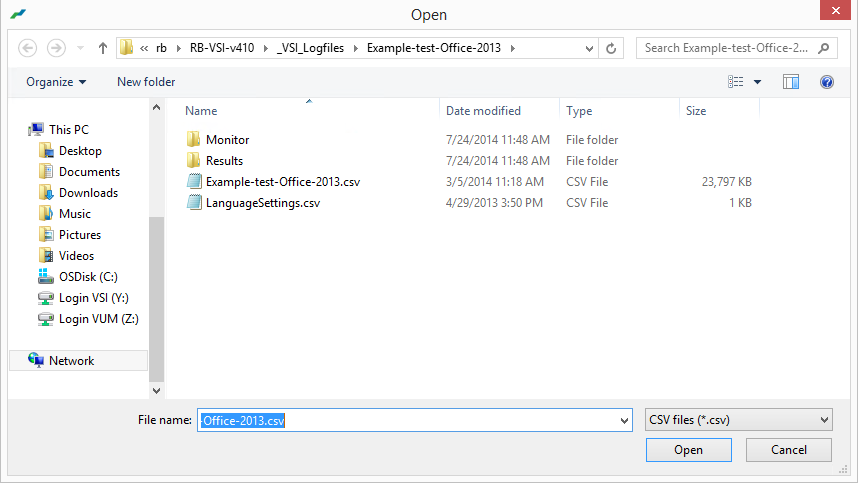 Open
« rb RB-VSI-v410 _VSI_Logfiles Example-test-Office-2013 Search Example-test-Office-2...
Organize New folder
Name Date modified Type Size
This PC
Desktop
Documents
Downloads
Music
Pictures
Videos
OSDisk (C:)
Login VSI (Y:)
Login VUM (Z:)
Network
Monitor 7/24/2014 11:48 AM File folder
Results 7/24/2014 11:48 AM File folder
Example-test-Office-2013.csv 3/5/2014 11:18 AM CSV File 23,797 KB
LanguageSettings.csv 4/29/2013 3:50 PM CSV File 1 KB
File name: -Office-2013.csv CSV files (*.csv)
Open Cancel